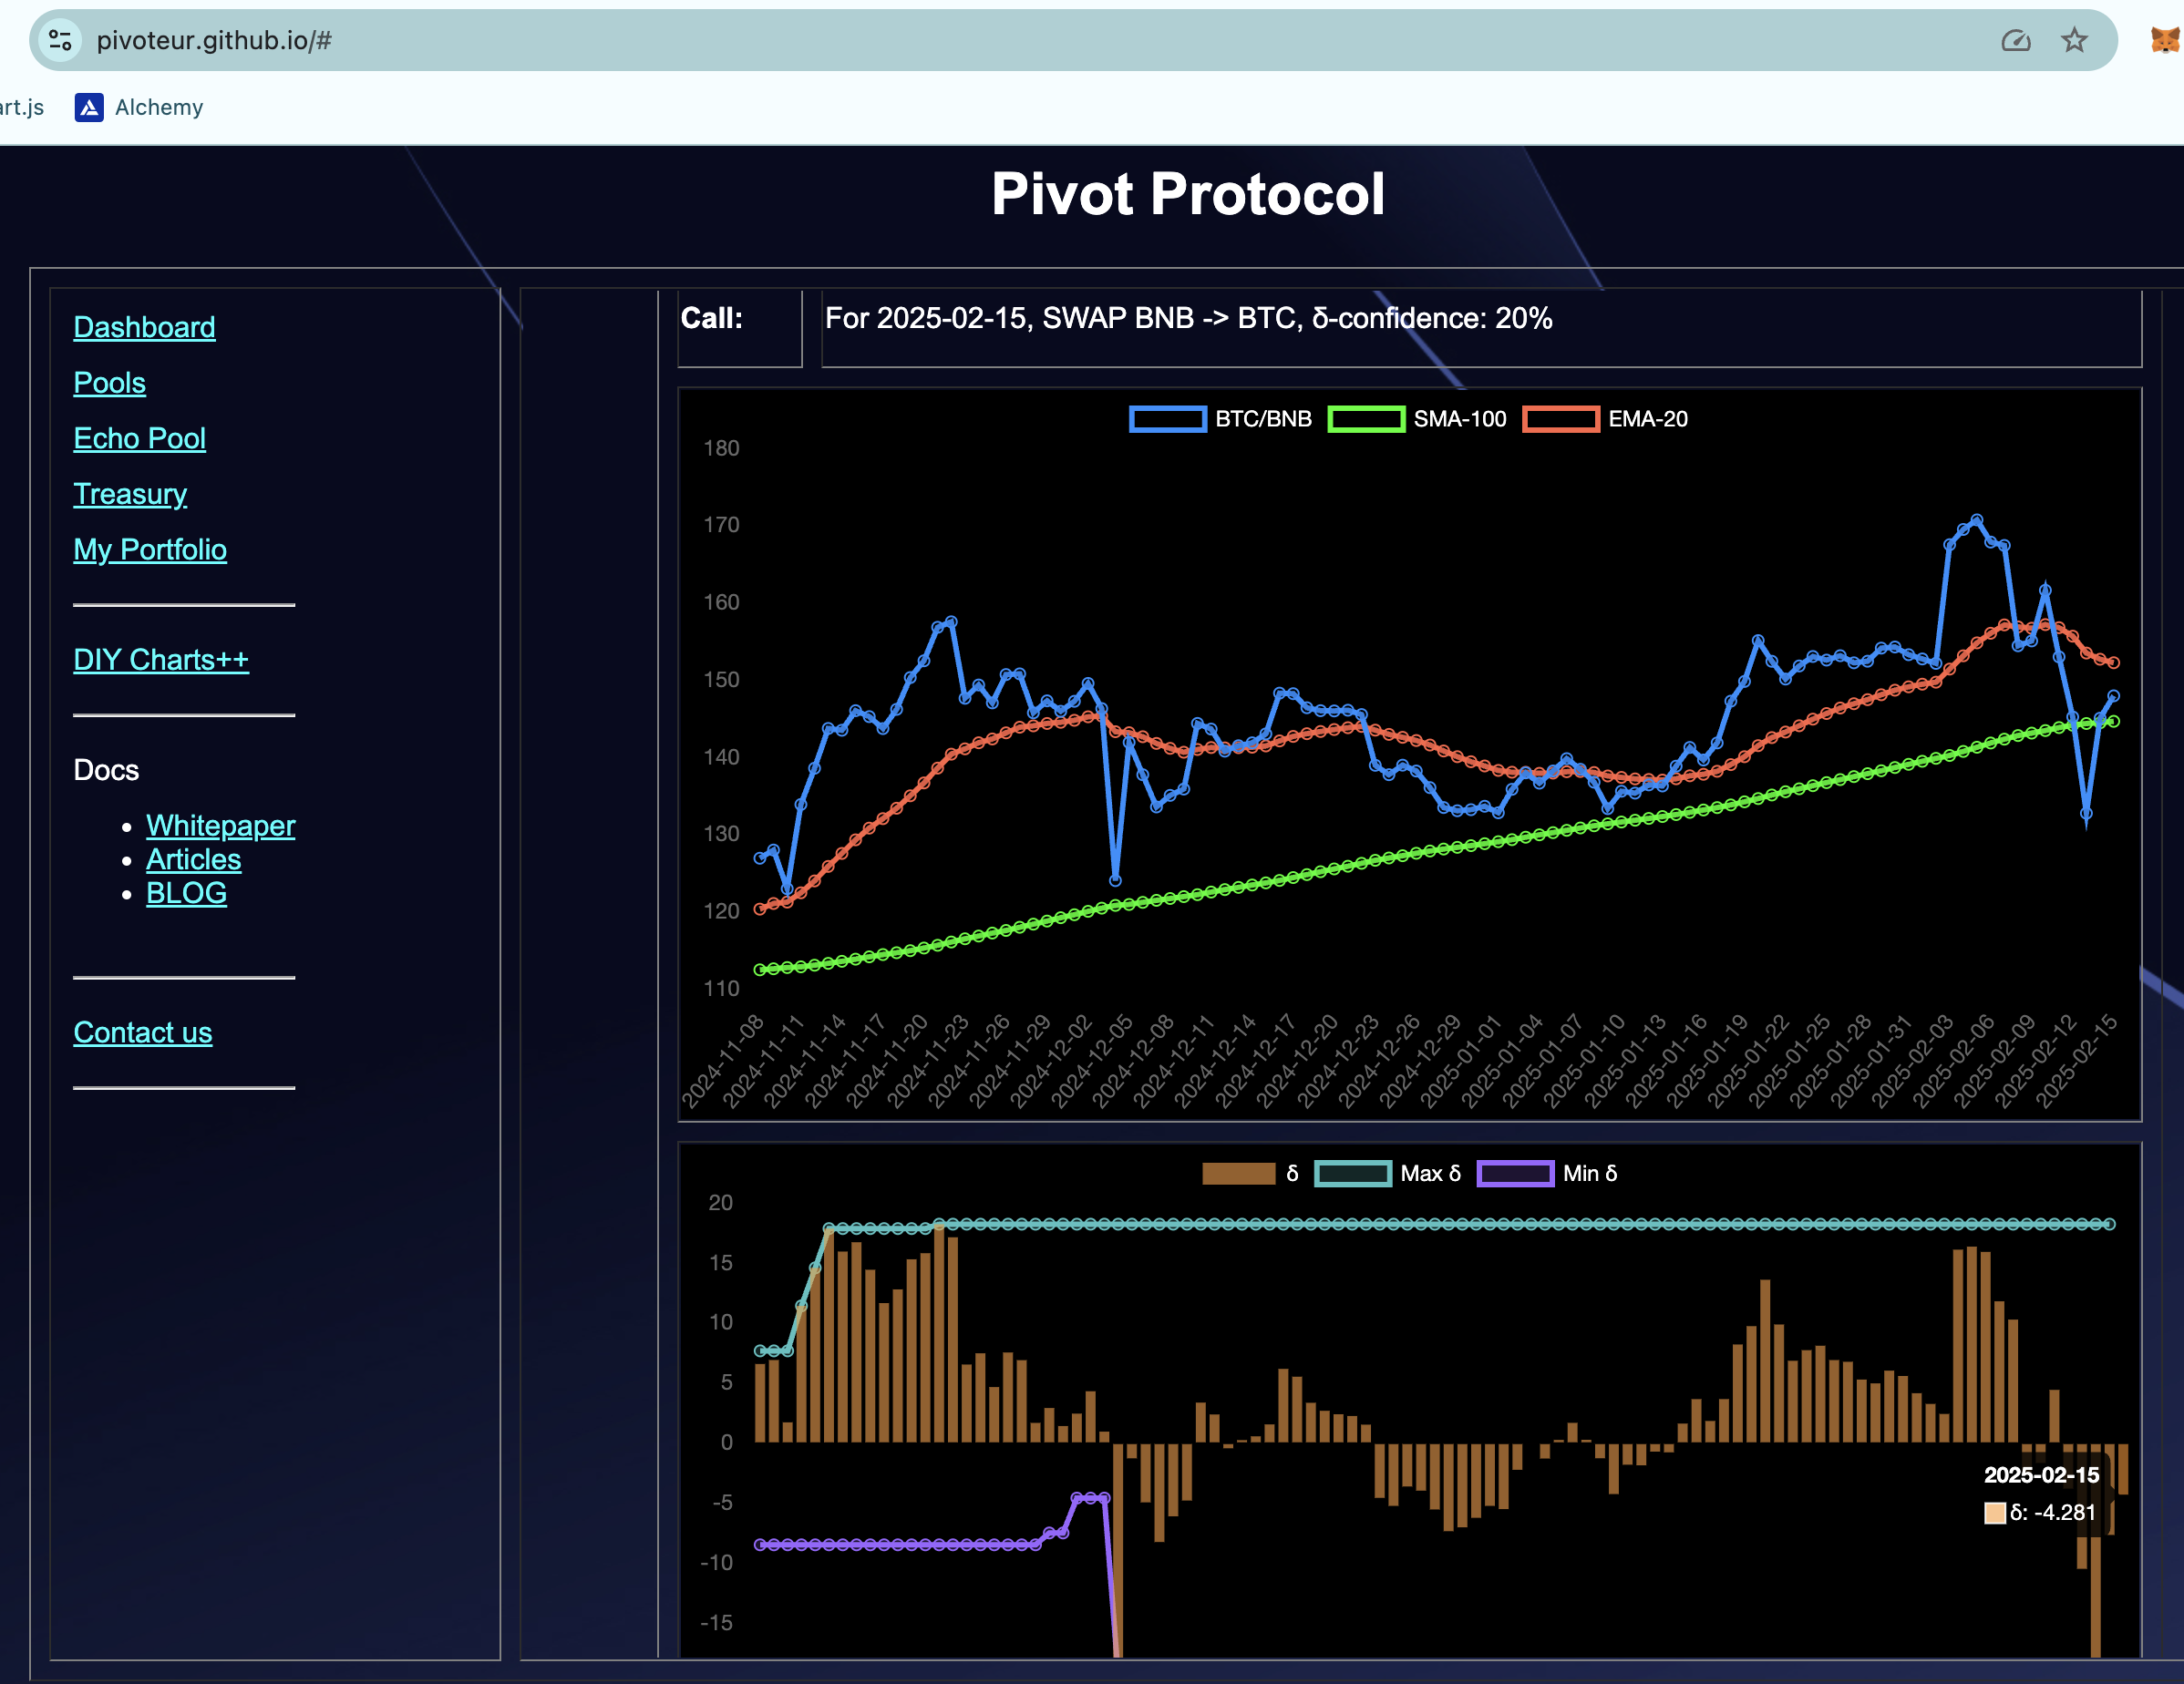 pivoteur.github.io/#
art.js
Alchemy
Pivot Protocol
Dashboard
Pools
Echo Pool
Treasury
My Portfolio
DIY Charts++
Docs
• Whitepaper
• Articles
• BLOG
Contact us
Call:
For 2025-02-15, SWAP BNB -> BTC, δ-confidence: 20%
BTC/BNB SMA-100 EMA-20
180
170
160
150
140
130
120
110
2024-11-08
2024-11-11
2024-11-14
2024-11-17
2024-11-20
2024-11-23
2024-11-26
2024-11-29
2024-12-02
2024-12-05
2024-12-08
2024-12-11
2024-12-14
2024-12-17
2024-12-20
2024-12-23
2024-12-26
2024-12-29
2025-01-01
2025-01-04
2025-01-07
2025-01-10
2025-01-13
2025-01-16
2025-01-19
2025-01-22
2025-01-25
2025-01-28
2025-01-31
2025-02-03
2025-02-06
2025-02-09
2025-02-12
2025-02-15
δ Max δ Min δ
20
15
10
5
0
-5
-10
-15
2025-02-15
δ: -4.281